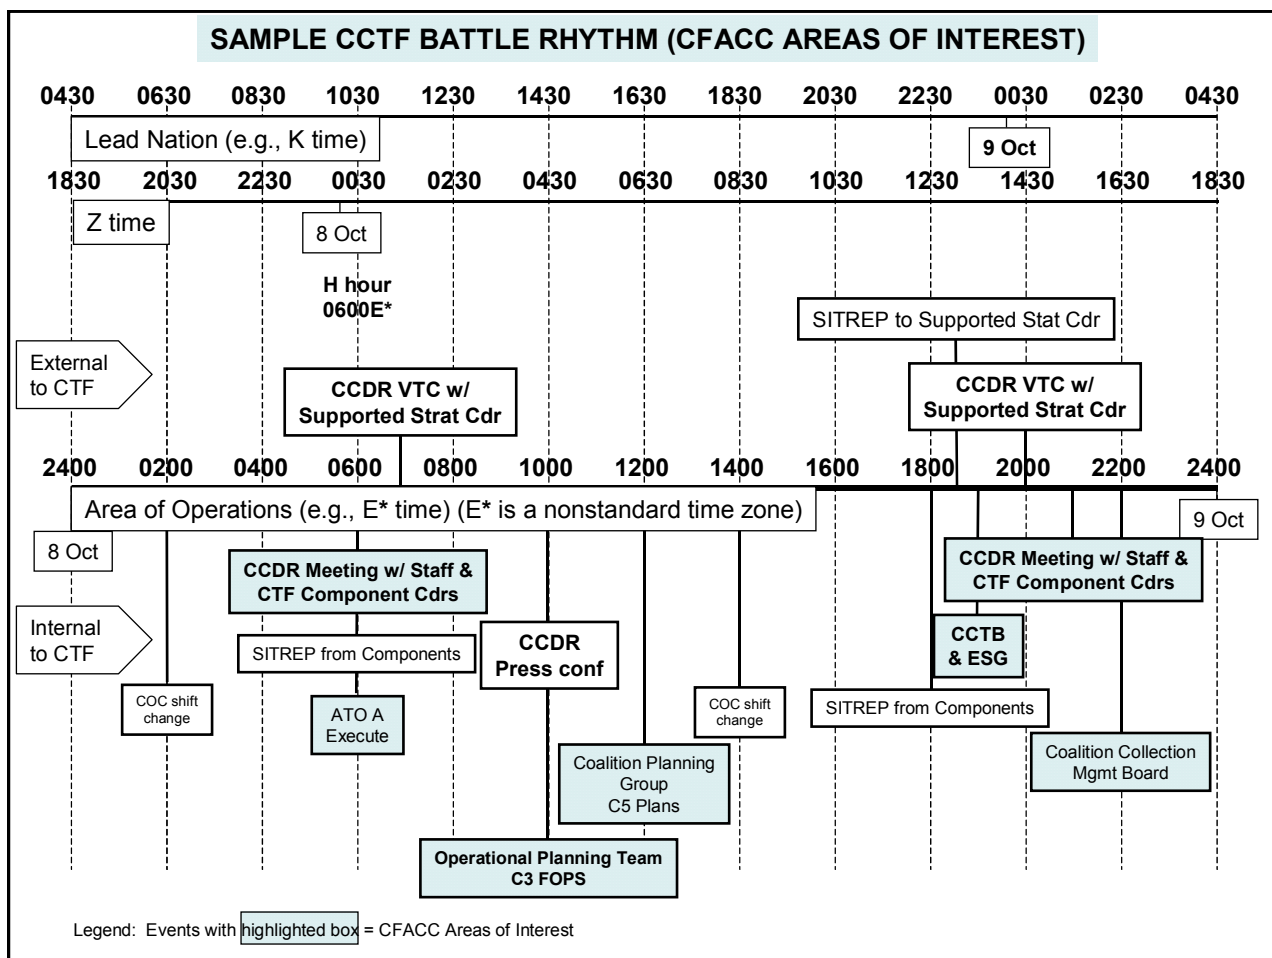 SAMPLE CCTF BATTLE RHYTHM (CFACC AREAS OF INTEREST)
0430 0630 0830 1030 1230 1430 1630 1830 2030 2230 0030 0230 0430
Lead Nation (e.g., K time)
9 Oct
1830 2030 2230 0030 0230 0430 0630 0830 1030 1230 1430 1630 1830
Z time
8 Oct
H hour
0600E*
SITREP to Supported Stat Cdr
External
to CTF
CCDR VTC w/
Supported Strat Cdr
CCDR VTC w/
Supported Strat Cdr
2400 0200 0400 0600 0800 1000 1200 1400 1600 1800 2000 2200 2400
Area of Operations (e.g., E* time) (E* is a nonstandard time zone)
9 Oct
8 Oct
CCDR Meeting w/ Staff &
CTF Component Cdrs
CCDR Meeting w/ Staff &
CTF Component Cdrs
Internal
to CTF
SITREP from Components
CCDR
Press conf
CCTB
& ESG
COC shift
change
ATO A
Execute
COC shift
change
SITREP from Components
Coalition Planning
Group
C5 Plans
Coalition Collection
Mgmt Board
Operational Planning Team
C3 FOPS
Legend: Events with highlighted box = CFACC Areas of Interest